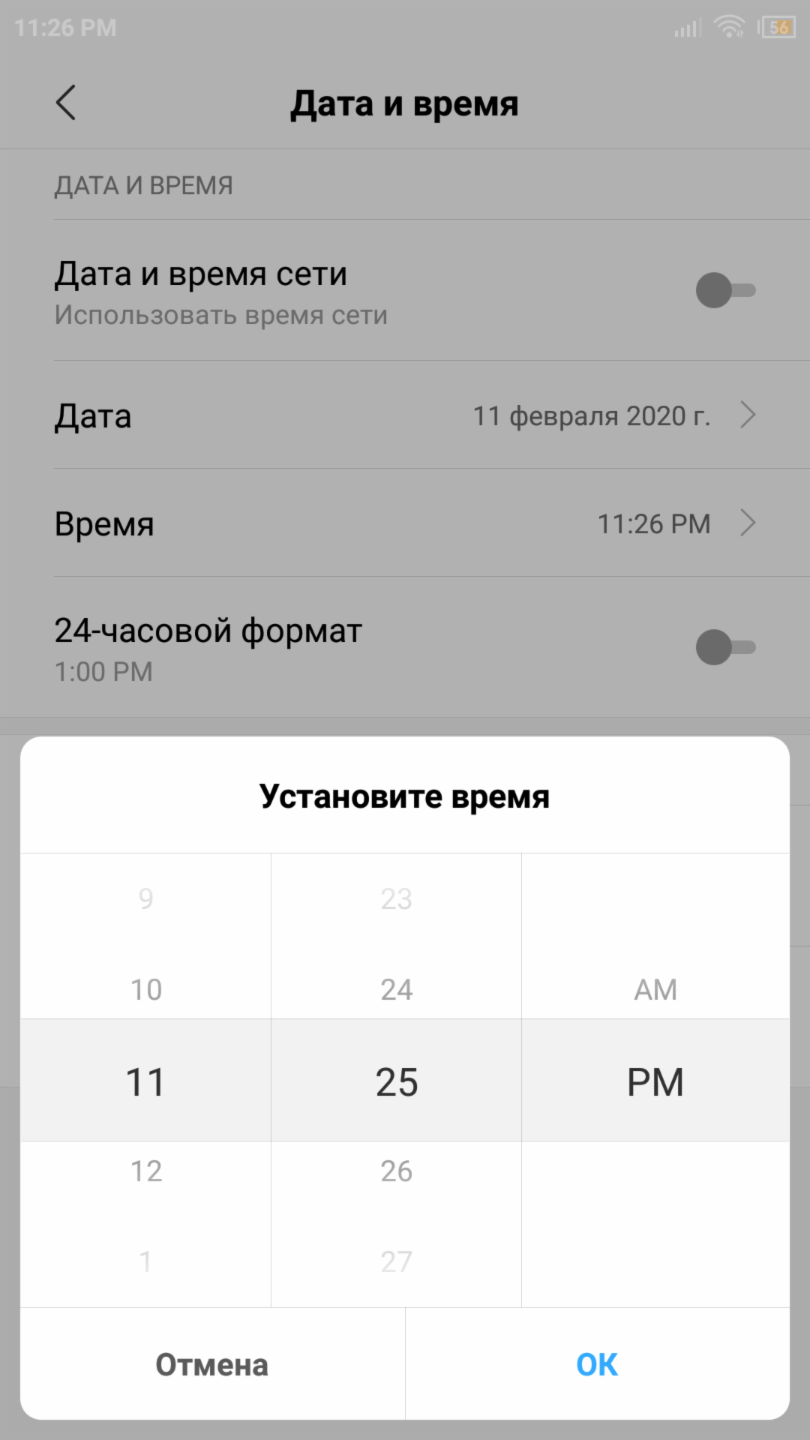 11:26 PM 56
Дата и время
ДАТА И ВРЕМЯ
Дата и время сети
Использовать время сети
Дата 11 февраля 2020 г.
Время 11:26 PM
24-часовой формат
1:00 PM
Установите время
9 23
10 24 AM
11 25 PM
12 26
1 27
Отмена OK